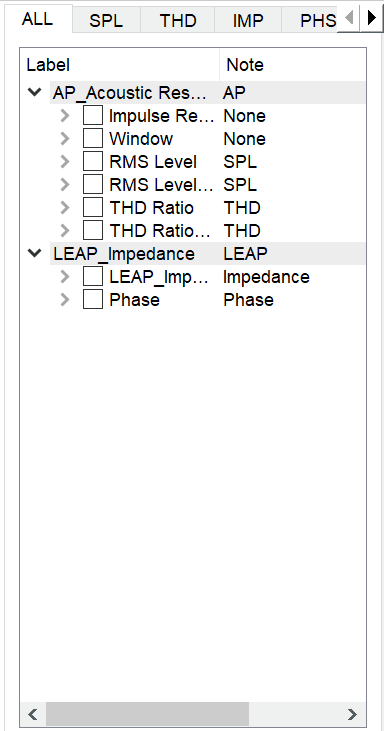 ALL SPL THD IMP PHS
Label Note
AP_Acoustic Res... AP
Impulse Re... None
Window None
RMS Level SPL
RMS Level... SPL
THD Ratio THD
THD Ratio... THD
LEAP_Impedance LEAP
LEAP_Imp... Impedance
Phase Phase